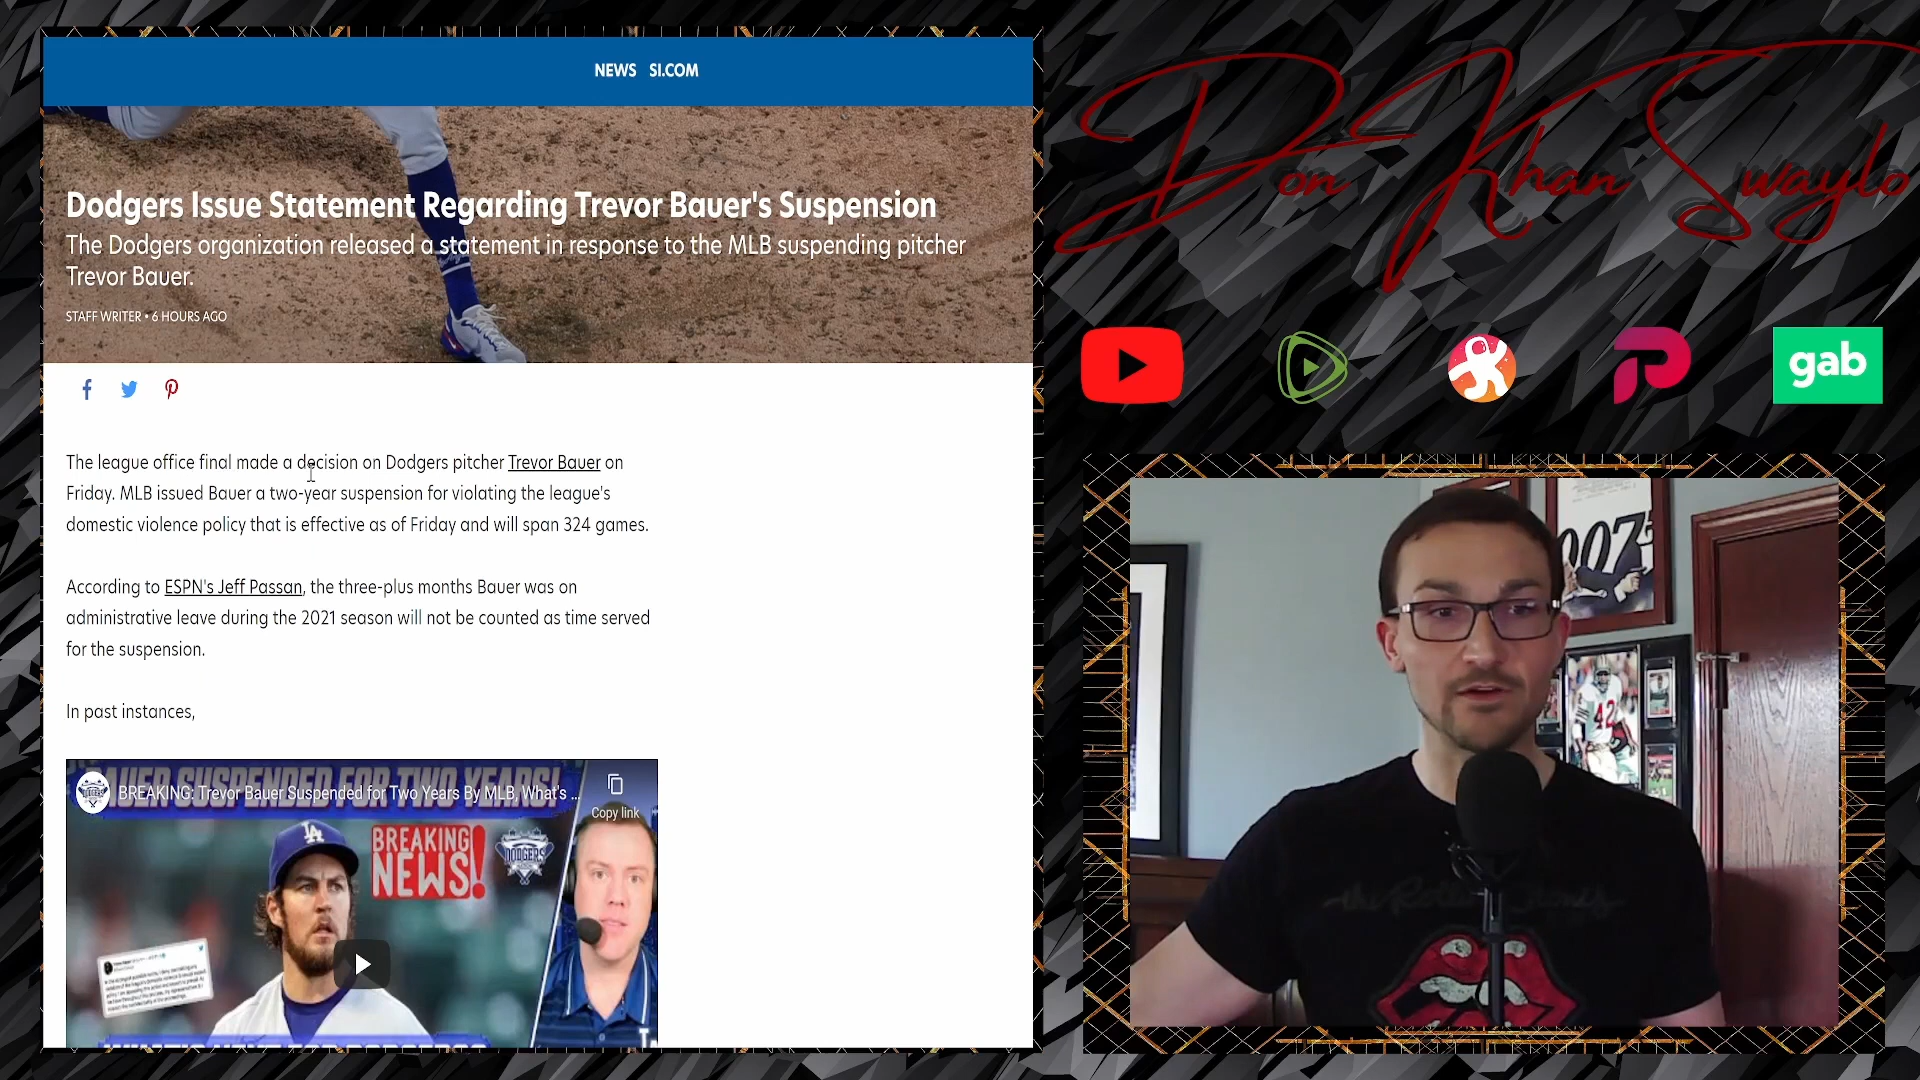 NEWS SI.COM
Dodgers Issue Statement Regarding Trevor Bauer's Suspension
The Dodgers organization released a statement in response to the MLB suspending pitcher
Trevor Bauer.
STAFF WRITER • 6 HOURS AGO
The league office final made a decision on Dodgers pitcher Trevor Bauer on
Friday. MLB issued Bauer a two-year suspension for violating the league's
domestic violence policy that is effective as of Friday and will span 324 games.
According to ESPN's Jeff Passan, the three-plus months Bauer was on
administrative leave during the 2021 season will not be counted as time served
for the suspension.
In past instances,
BAUER SUSPENDED FOR TWO YEARS!
BREAKING: Trevor Bauer Suspended for Two Years By MLB, What's ...
Copy link
BREAKING
NEWS!
DODGERS
LA
Don Khan Swaylo
gab
007
42